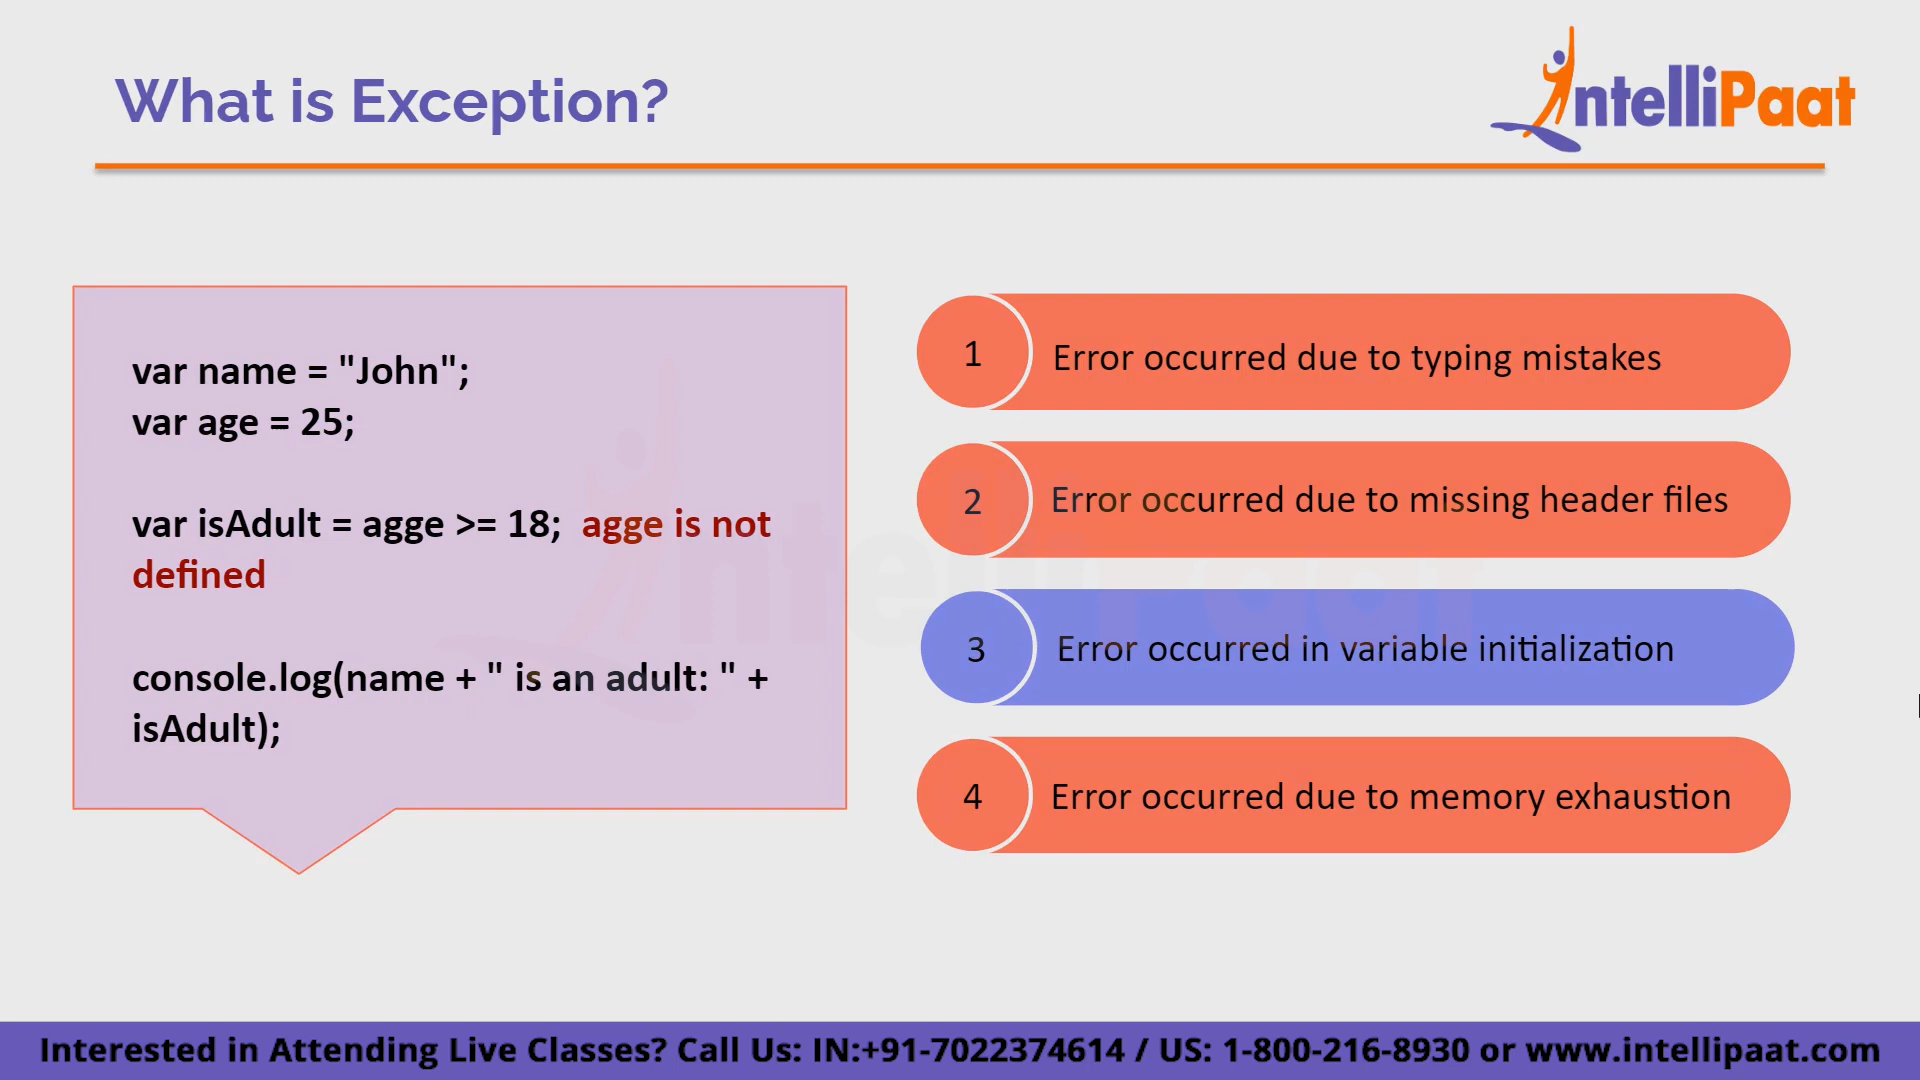 What is Exception?
IntelliPaat
var name = "John";
var age = 25;
var isAdult = agge >= 18; agge is not
defined
console.log(name + " is an adult: " +
isAdult);
1
Error occurred due to typing mistakes
2
Error occurred due to missing header files
3
Error occurred in variable initialization
4
Error occurred due to memory exhaustion
Interested in Attending Live Classes? Call Us: IN:+91-7022374614 / US: 1-800-216-8930 or www.intellipaat.com